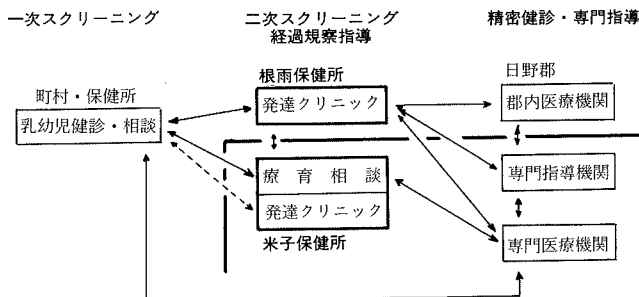 一次スクリーニング
二次スクリーニング
経過規察指導
精密健診・専門指導
町村・保健所
乳幼児健診・相談
根雨保健所
発達クリニック
療育相談
発達クリニック
米子保健所
日野郡
郡内医療機関
専門指導機関
専門医療機関